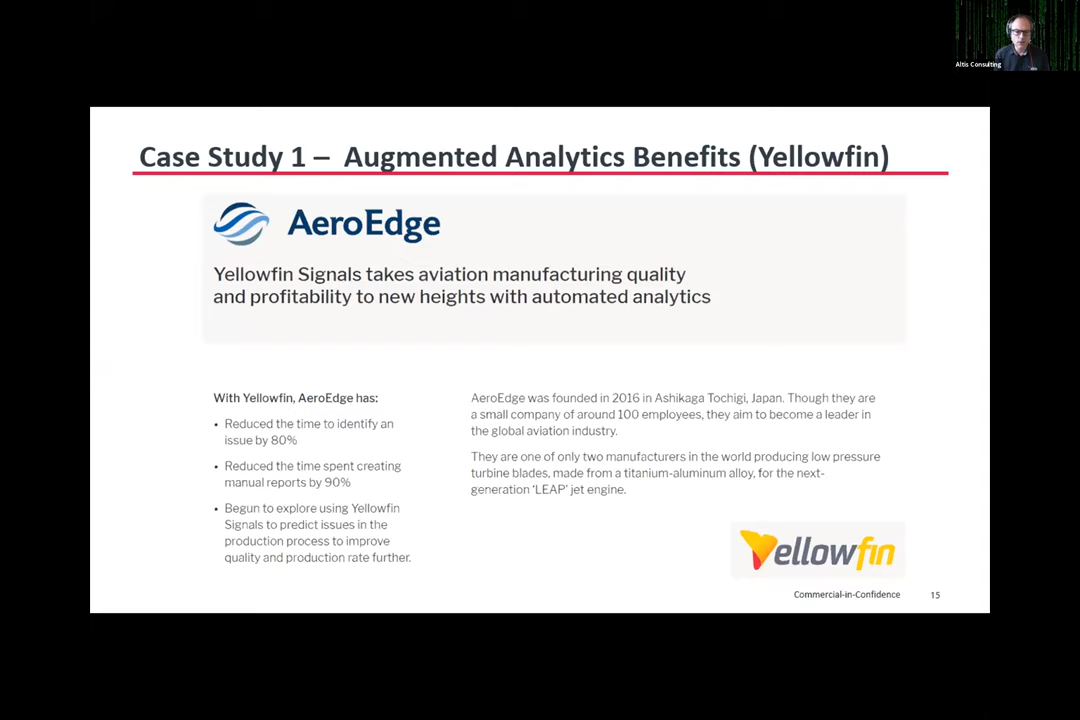 Altis Consulting
Case Study 1 – Augmented Analytics Benefits (Yellowfin)
AeroEdge
Yellowfin Signals takes aviation manufacturing quality
and profitability to new heights with automated analytics
With Yellowfin, AeroEdge has:
• Reduced the time to identify an
issue by 80%
• Reduced the time spent creating
manual reports by 90%
• Begun to explore using Yellowfin
Signals to predict issues in the
production process to improve
quality and production rate further.
AeroEdge was founded in 2016 in Ashikaga Tochigi, Japan. Though they are
a small company of around 100 employees, they aim to become a leader in
the global aviation industry.
They are one of only two manufacturers in the world producing low pressure
turbine blades, made from a titanium-aluminum alloy, for the next-
generation ‘LEAP’ jet engine.
Yellowfin
Commercial-in-Confidence 15